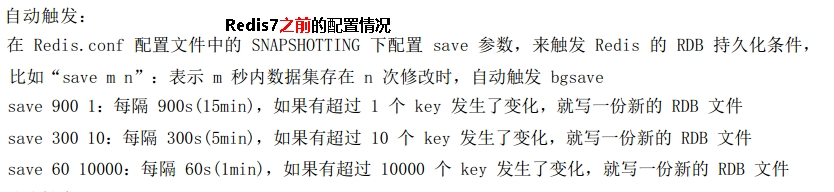 自动触发：
Redis7之前的配置情况
在 Redis.conf 配置文件中的 SNAPSHOTTING 下配置 save 参数，来触发 Redis 的 RDB 持久化条件，
比如“save m n”：表示 m 秒内数据集存在 n 次修改时，自动触发 bgsave
save 900 1：每隔 900s(15min)，如果有超过 1 个 key 发生了变化，就写一份新的 RDB 文件
save 300 10：每隔 300s(5min)，如果有超过 10 个 key 发生了变化，就写一份新的 RDB 文件
save 60 10000：每隔 60s(1min)，如果有超过 10000 个 key 发生了变化，就写一份新的 RDB 文件